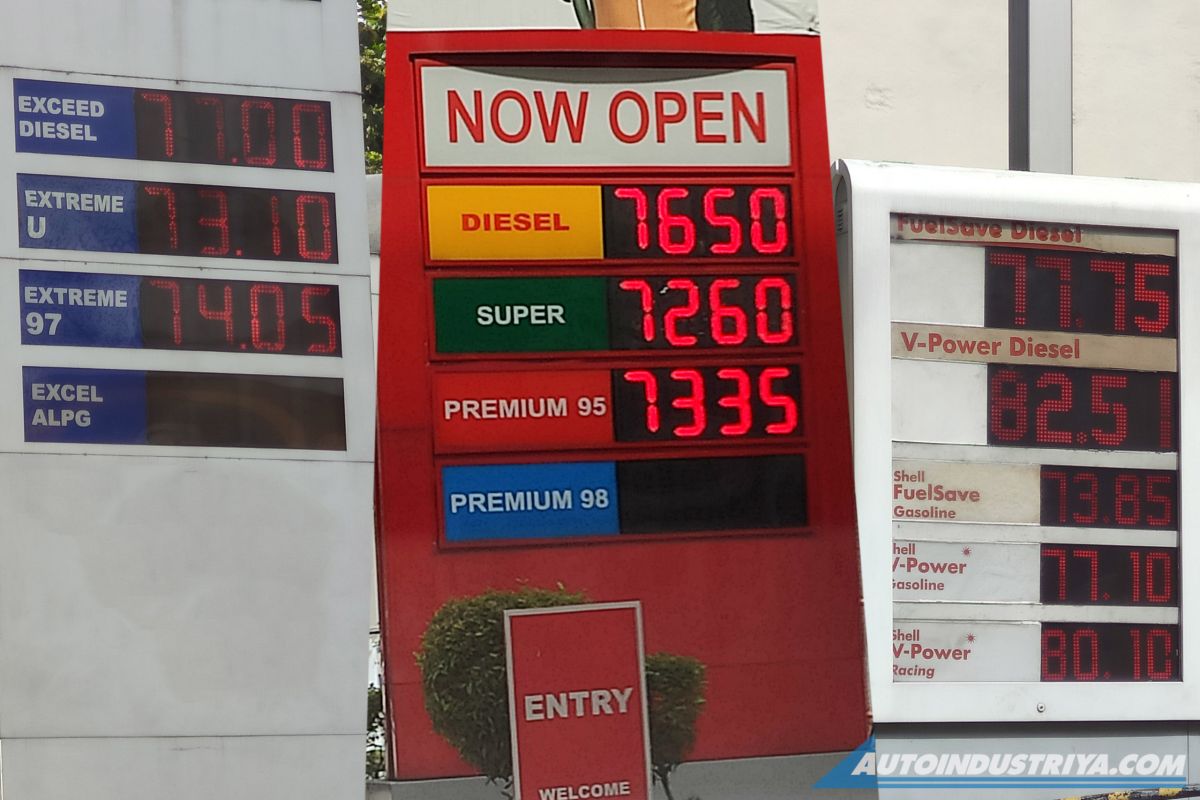 EXCEED
DIESEL
77.00
EXTREME
U
73.10
EXTREME
97
74.05
EXCEL
ALPG
NOW OPEN
DIESEL 7650
SUPER 7260
PREMIUM 95 7335
PREMIUM 98
ENTRY
WELCOME
FuelSave Diesel
77.75
V-Power Diesel
82.51
Shell
FuelSave
Gasoline
73.85
hell
V-Power
Gasoline
77.10
Shell
V-Power
Racing
80.10
AUTOINDUSTRIYA.COM